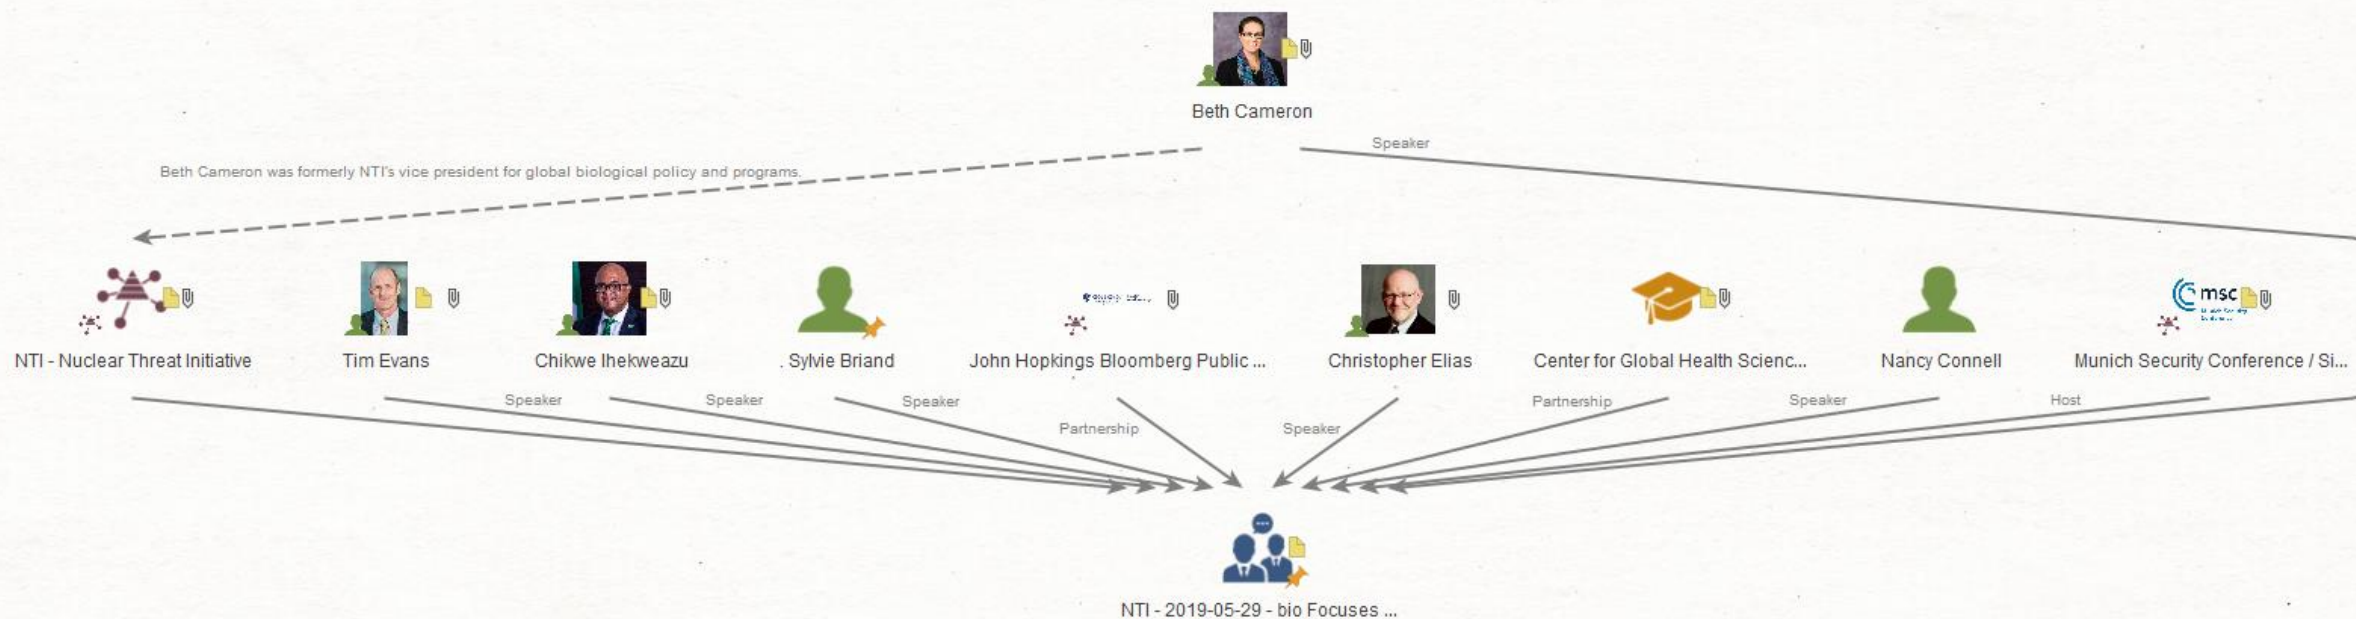 Beth Cameron
Speaker
Beth Cameron was formerly NTI's vice president for global biological policy and programs.
msc
NTI - Nuclear Threat Initiative
Tim Evans
Chikwe Ihekweazu
. Sylvie Briand
John Hopkings Bloomberg Public ...
Christopher Elias
Center for Global Health Scienc...
Nancy Connell
Munich Security Conference / Si...
Speaker
Speaker
Speaker
Partnership
Speaker
Partnership
Speaker
Host
NTI - 2019-05-29 - bio Focuses ...